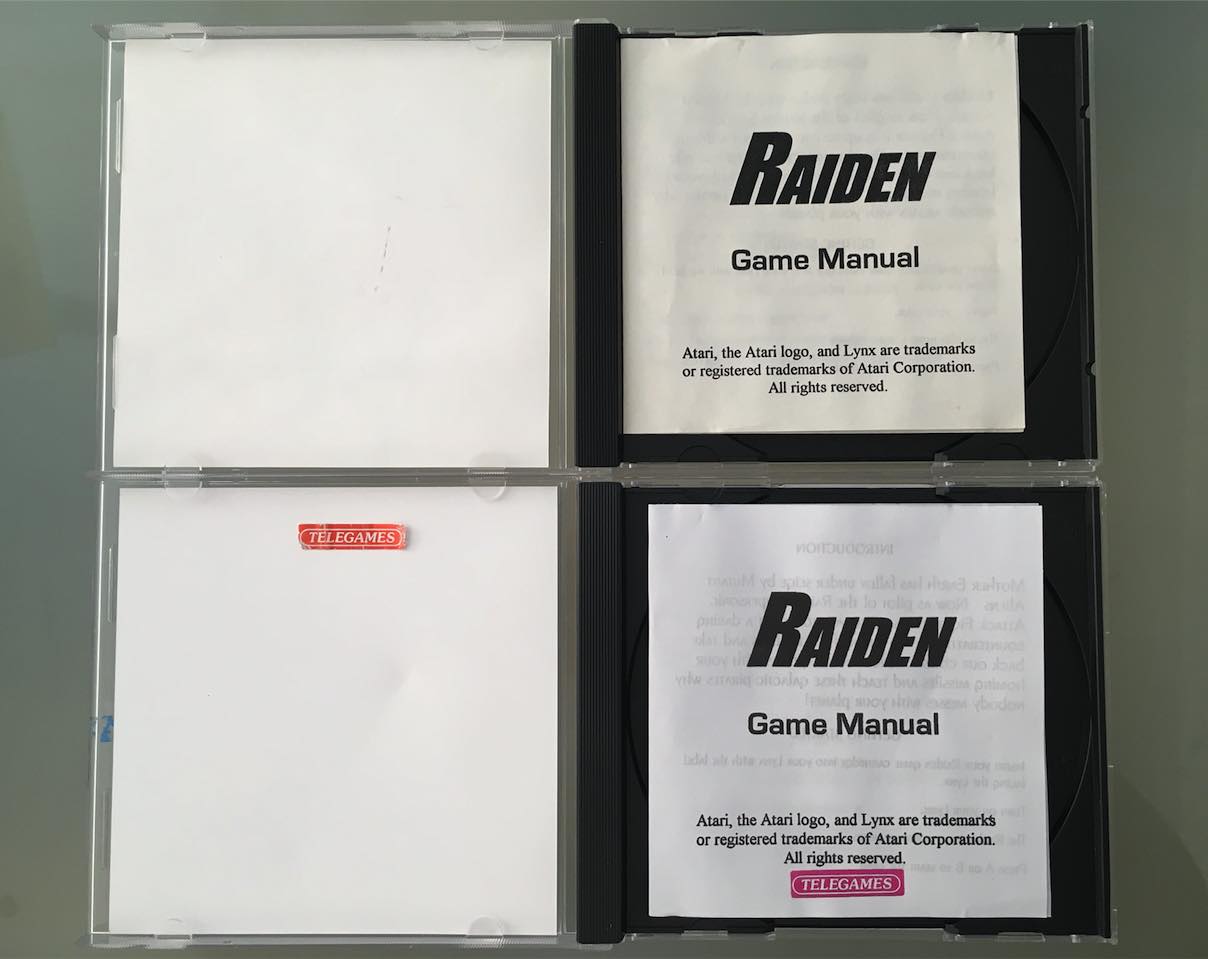 RAIDEN
Game Manual
Atari, the Atari logo, and Lynx are trademarks
or registered trademarks of Atari Corporation.
All rights reserved.
TELEGAMES
RAIDEN
Game Manual
Atari, the Atari logo, and Lynx are trademarks
or registered trademarks of Atari Corporation.
All rights reserved.
TELEGAMES